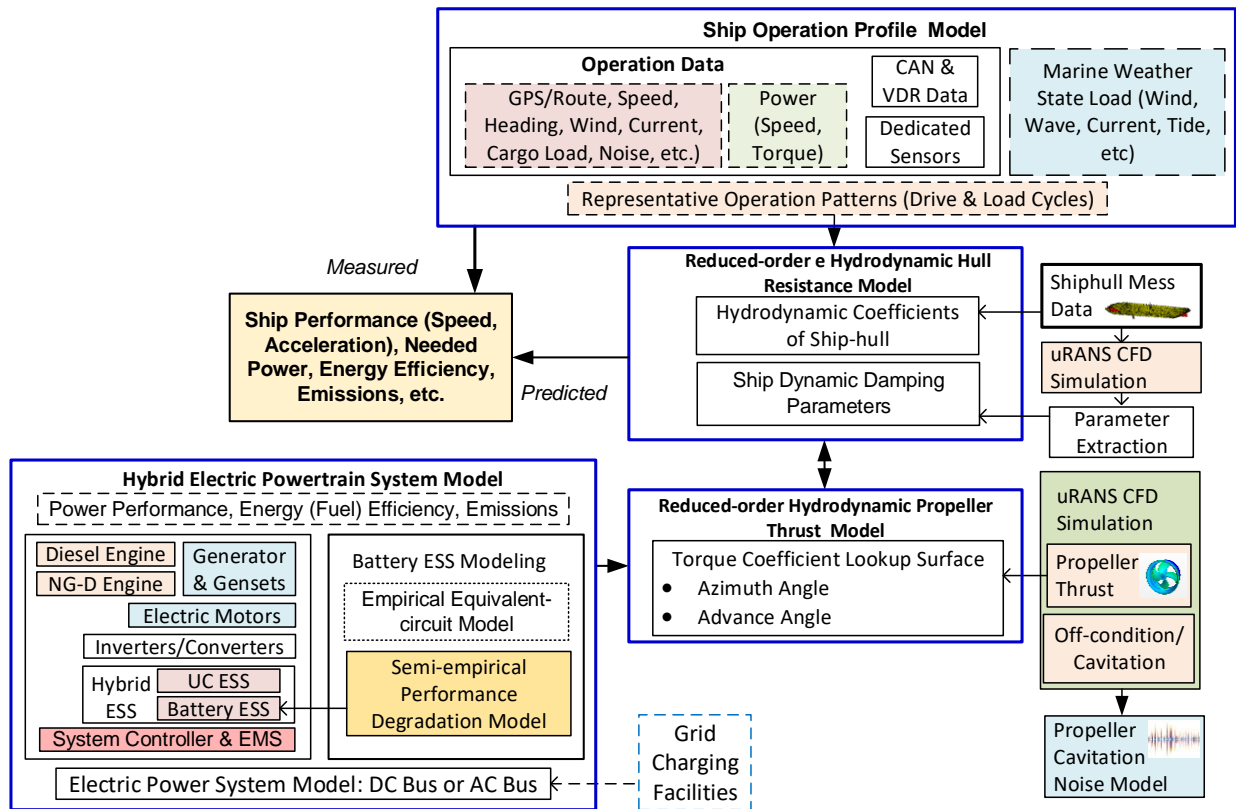 Ship Operation Profile Model
Operation Data
GPS/Route, Speed,
Heading, Wind, Current,
Cargo Load, Noise, etc.)
Power
(Speed,
Torque)
CAN &
VDR Data
Dedicated
Sensors
Marine Weather
State Load (Wind,
Wave, Current, Tide,
etc)
Representative Operation Patterns (Drive & Load Cycles)
Measured
Ship Performance (Speed,
Acceleration), Needed
Power, Energy Efficiency,
Emissions, etc.
Predicted
Reduced-order e Hydrodynamic Hull
Resistance Model
Hydrodynamic Coefficients
of Ship-hull
Ship Dynamic Damping
Parameters
Shiphull Mess
Data
uRANS CFD
Simulation
Parameter
Extraction
Hybrid Electric Powertrain System Model
Power Performance, Energy (Fuel) Efficiency, Emissions
Diesel Engine
NG-D Engine
Generator
& Gensets
Electric Motors
Inverters/Converters
Hybrid
ESS
UC ESS
Battery ESS
System Controller & EMS
Battery ESS Modeling
Empirical Equivalent-
circuit Model
Semi-empirical
Performance
Degradation Model
Electric Power System Model: DC Bus or AC Bus
Grid
Charging
Facilities
Reduced-order Hydrodynamic Propeller
Thrust Model
Torque Coefficient Lookup Surface
• Azimuth Angle
• Advance Angle
uRANS CFD
Simulation
Propeller
Thrust
Off-condition/
Cavitation
Propeller
Cavitation
Noise Model